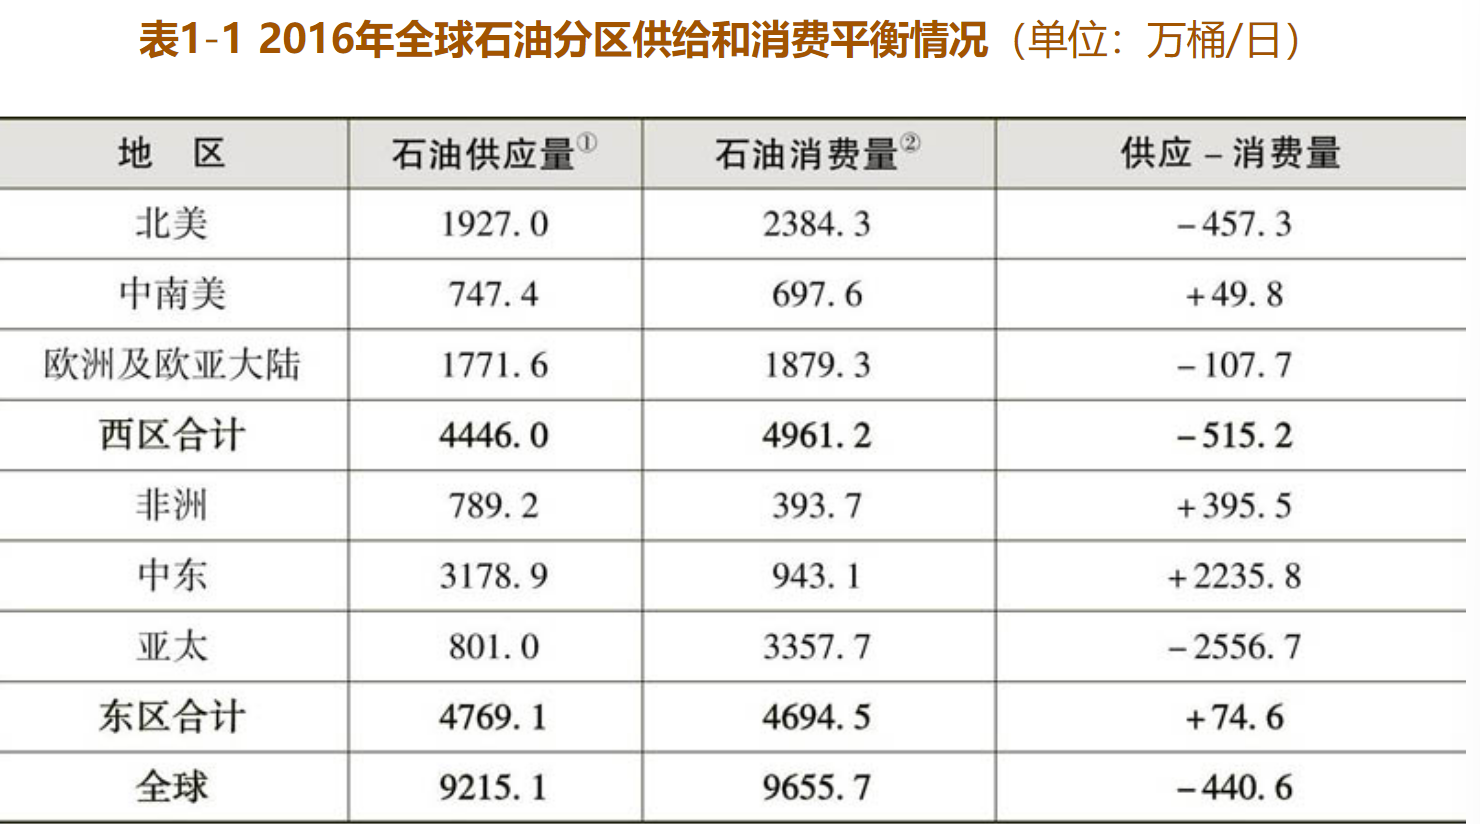 表1-1 2016年全球石油分区供给和消费平衡情况（单位：万桶/日）
地 区 石油供应量① 石油消费量② 供应－消费量
北美 1927.0 2384.3 －457.3
中南美 747.4 697.6 ＋49.8
欧洲及欧亚大陆 1771.6 1879.3 －107.7
西区合计 4446.0 4961.2 －515.2
非洲 789.2 393.7 ＋395.5
中东 3178.9 943.1 ＋2235.8
亚太 801.0 3357.7 －2556.7
东区合计 4769.1 4694.5 ＋74.6
全球 9215.1 9655.7 －440.6